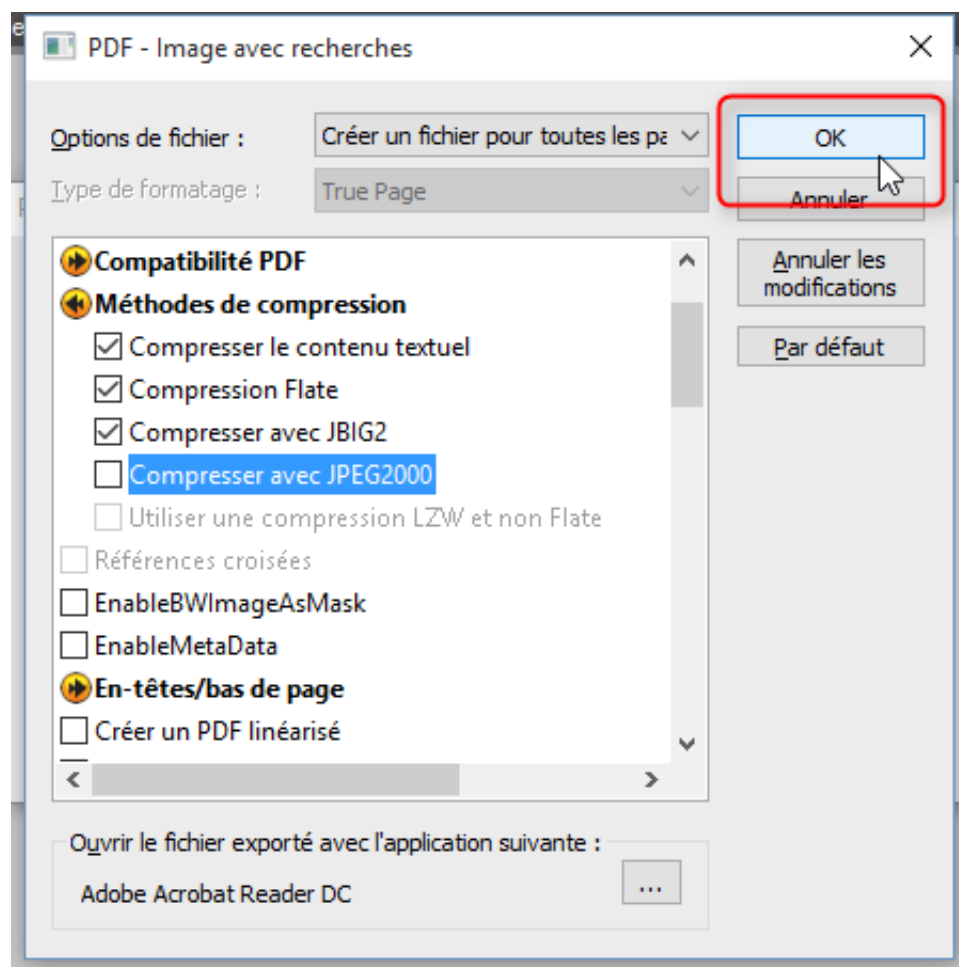 PDF - Image avec recherches
Options de fichier :
Créer un fichier pour toutes les pa
OK
Type de formatage :
True Page
Annuler
Compatibilité PDF
Méthodes de compression
Compresser le contenu textuel
Compression Flate
Compresser avec JBIG2
Compresser avec JPEG2000
Utiliser une compression LZW et non Flate
Références croisées
EnableBWImageAsMask
EnableMetaData
En-têtes/bas de page
Créer un PDF linéarisé
Annuler les
modifications
Par défaut
Ouvrir le fichier exporté avec l'application suivante :
Adobe Acrobat Reader DC
...